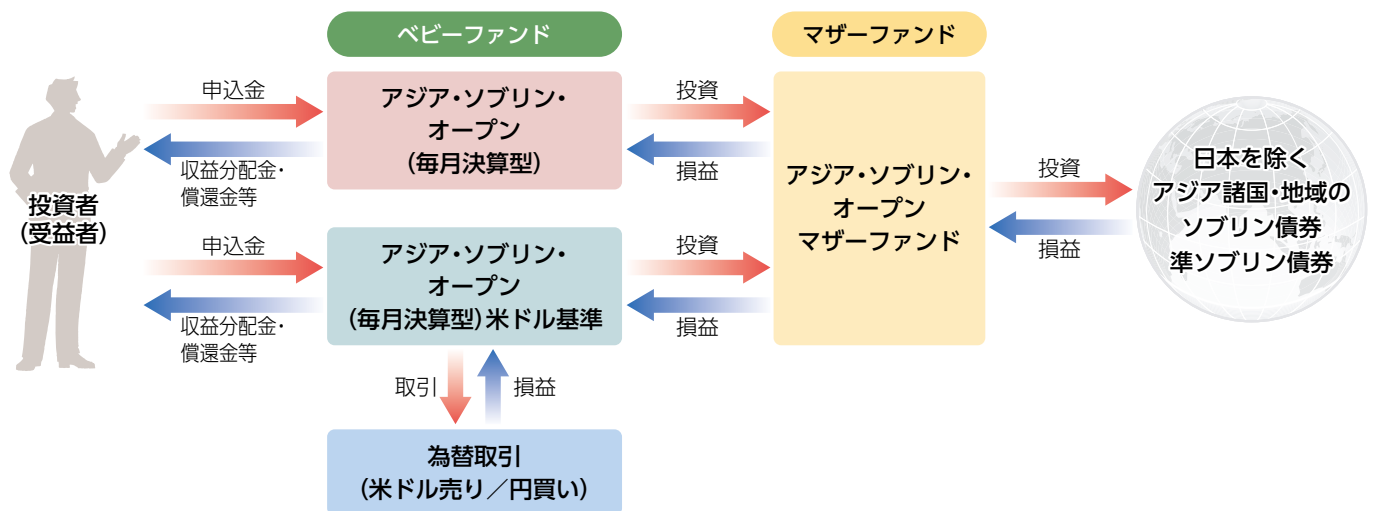 ベビーファンド
マザーファンド
投資者
(受益者)
申込金
収益分配金・
償還金等
アジア・ソブリン・
オープン
(毎月決算型)
投資
損益
申込金
収益分配金・
償還金等
アジア・ソブリン・
オープン
(毎月決算型)米ドル基準
投資
損益
アジア・ソブリン・
オープン
マザーファンド
投資
損益
日本を除く
アジア諸国・地域の
ソブリン債券
準ソブリン債券
取引
損益
為替取引
(米ドル売り／円買い)